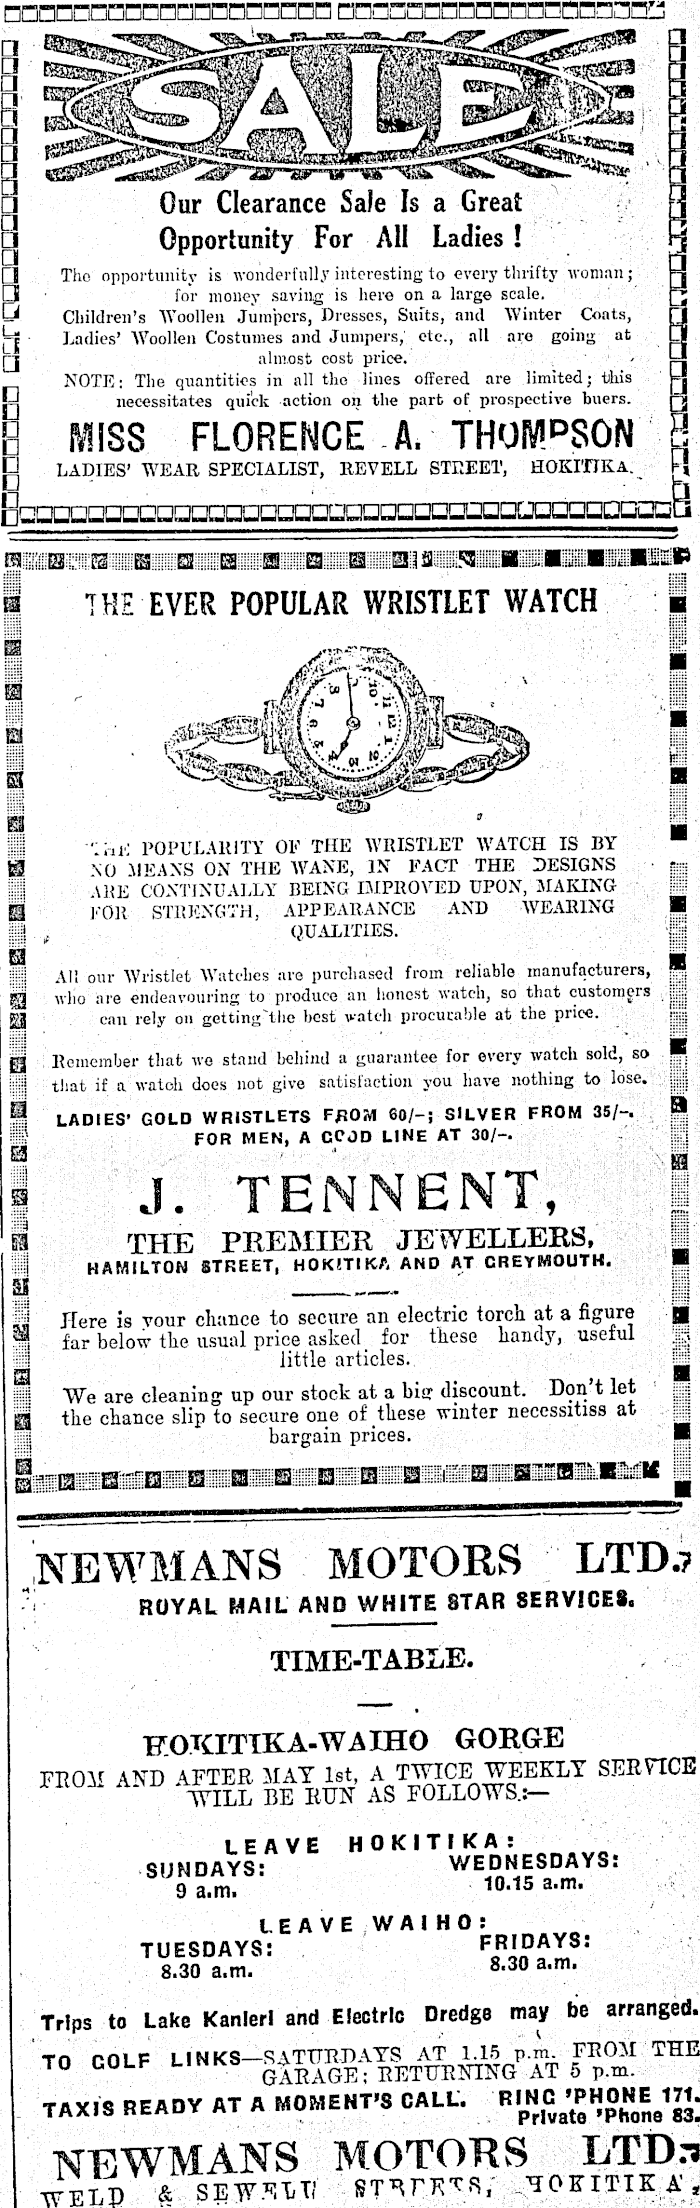 SALE
Our Clearance Sale Is a Great
Opportunity For All Ladies !
The opportunity is wonderfully interesting to every thrifty woman;
for money saving is here on a large scale.
Children's Woollen Jumpers, Dresses, Suits, and Winter Coats,
Ladies' Woollen Costumes and Jumpers, etc., all are going at
almost cost price.
NOTE: The quantities in all the lines offered are limited; this
necessitates quick action on the part of prospective buers.
MISS FLORENCE A. THOMPSON
LADIES' WEAR SPECIALIST, REVELL STREET, HOKITIKA.
THE EVER POPULAR WRISTLET WATCH
THE POPULARITY OF THE WRISTLET WATCH IS BY
NO MEANS ON THE WANE, IN FACT THE DESIGNS
ARE CONTINUALLY BEING IMPROVED UPON, MAKING
FOR STRENGTH, APPEARANCE AND WEARING
QUALITIES.
All our Wristlet Watches are purchased from reliable manufacturers,
who are endeavouring to produce an honest watch, so that customers
can rely on getting the best watch procurable at the price.
Remember that we stand behind a guarantee for every watch sold, so
that if a watch does not give satisfaction you have nothing to lose.
LADIES' GOLD WRISTLETS FROM 60/-; SILVER FROM 35/-.
FOR MEN, A GOOD LINE AT 30/-.
J. TENNENT,
THE PREMIER JEWELLERS,
HAMILTON STREET, HOKITIKA AND AT GREYMOUTH.
Here is your chance to secure an electric torch at a figure
far below the usual price asked for these handy, useful
little articles.
We are cleaning up our stock at a big discount. Don't let
the chance slip to secure one of these winter necessitiss at
bargain prices.
NEWMANS MOTORS LTD.,
ROYAL MAIL AND WHITE STAR SERVICES.
TIME-TABLE.
HOKITIKA-WAIHO GORGE
FROM AND AFTER MAY 1st, A TWICE WEEKLY SERVICE
WILL BE RUN AS FOLLOWS.:—
LEAVE HOKITIKA:
SUNDAYS: WEDNESDAYS:
9 a.m. 10.15 a.m.
LEAVE WAIHO:
TUESDAYS: FRIDAYS:
8.30 a.m. 8.30 a.m.
Trips to Lake Kanieri and Electric Dredge may be arranged.
TO GOLF LINKS—SATURDAYS AT 1.15 p.m. FROM THE
GARAGE; RETURNING AT 5 p.m.
TAXIS READY AT A MOMENT'S CALL. RING 'PHONE 171.
Private 'Phone 83.
NEWMANS MOTORS LTD.,
WELD & SEWELL STREETS, HOKITIKA.